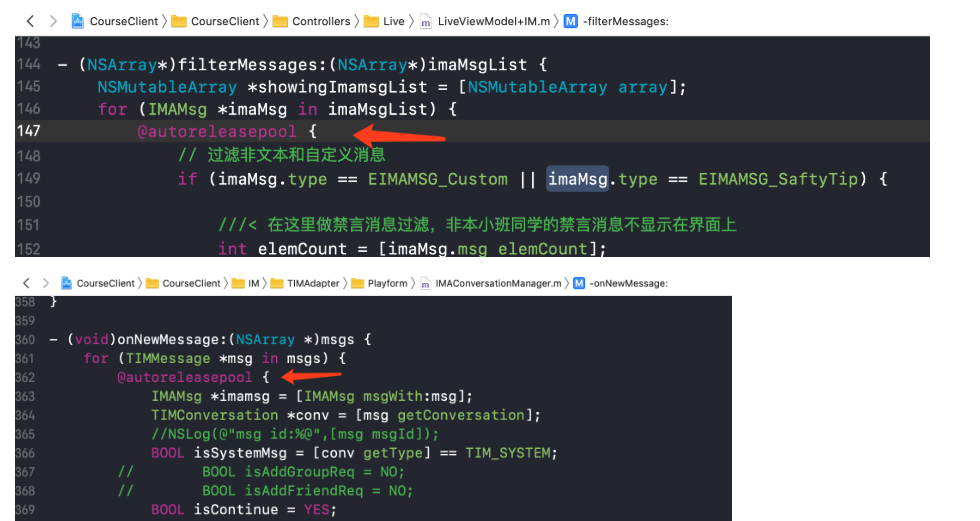 CourseClient 〉 CourseClient 〉 Controllers 〉 Live 〉 m LiveViewModel+IM.m 〉 M -filterMessages:
143
144 - (NSArray*)filterMessages:(NSArray*)imaMsgList {
145 NSMutableArray *showingImamsgList = [NSMutableArray array];
146 for (IMAMsg *imaMsg in imaMsgList) {
147 @autoreleasepool {
148 // 过滤非文本和自定义消息
149 if (imaMsg.type == EIMAMSG_Custom || imaMsg.type == EIMAMSG_SaftyTip) {
150
151 ///< 在这里做禁言消息过滤，非本小班同学的禁言消息不显示在界面上
152 int elemCount = [imaMsg.msg elemCount];
CourseClient 〉 CourseClient 〉 IM 〉 TIMAdapter 〉 Playform 〉 m IMAConversationManager.m 〉 M -onNewMessage:
358 }
359
360 - (void)onNewMessage:(NSArray *)msgs {
361 for (TIMMessage *msg in msgs) {
362 @autoreleasepool {
363 IMAMsg *imamsg = [IMAMsg msgWith:msg];
364 TIMConversation *conv = [msg getConversation];
365 //NSLog(@"msg id:%@",[msg msgId]);
366 BOOL isSystemMsg = [conv getType] == TIM_SYSTEM;
367 // BOOL isAddGroupReq = NO;
368 // BOOL isAddFriendReq = NO;
369 BOOL isContinue = YES;